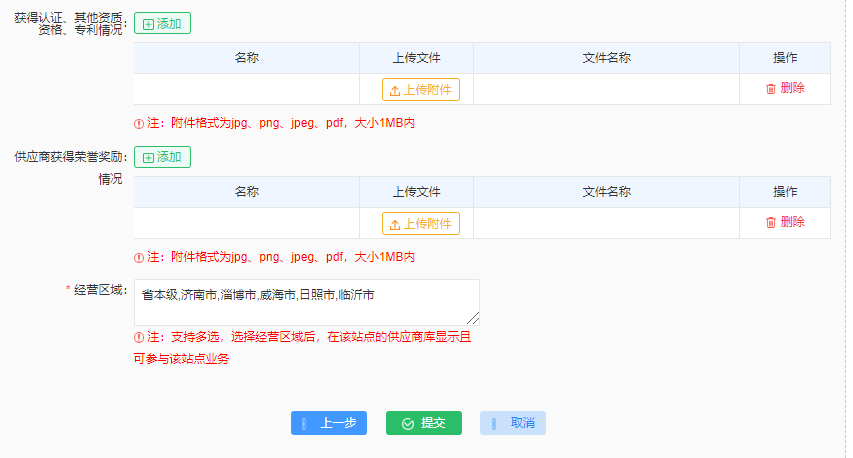 获得认证、其他资质、
资格、专利情况：
添加
名称 上传文件 文件名称 操作
上传附件 删除
注：附件格式为jpg、png、jpeg、pdf，大小1MB内
供应商获得荣誉奖励：
情况
添加
名称 上传文件 文件名称 操作
上传附件 删除
注：附件格式为jpg、png、jpeg、pdf，大小1MB内
* 经营区域：
省本级,济南市,淄博市,威海市,日照市,临沂市
注：支持多选，选择经营区域后，在该站点的供应商库显示且
可参与该站点业务
上一步 提交 取消